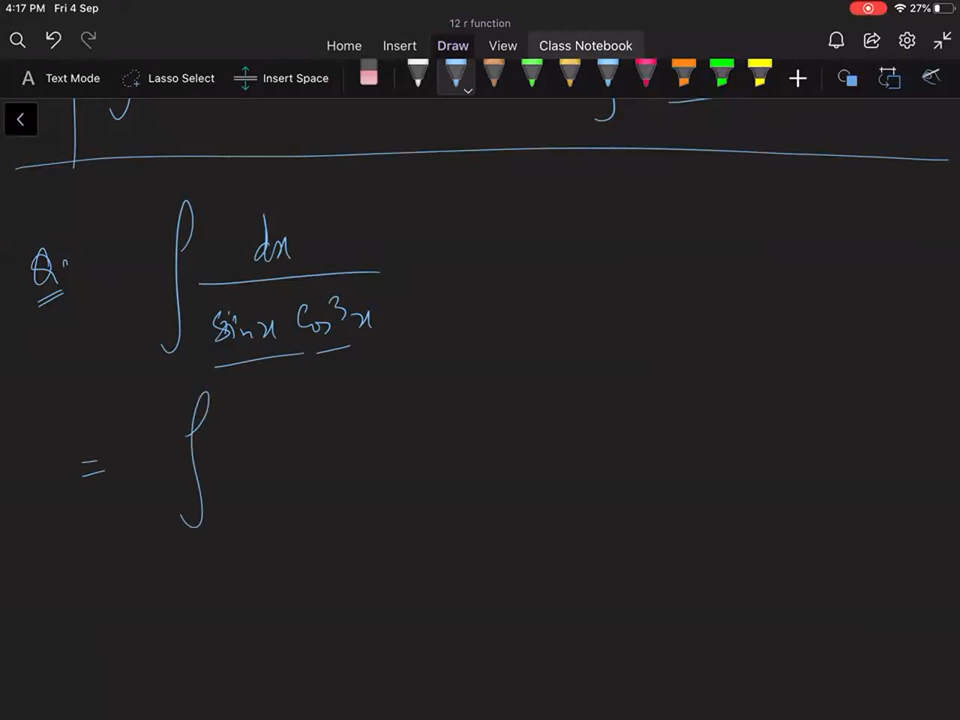 4:17 PM Fri 4 Sep 27%
12 r function
Home Insert Draw View Class Notebook
A Text Mode Lasso Select Insert Space
Q:
∫ dx
sinx Cos³x
= ∫